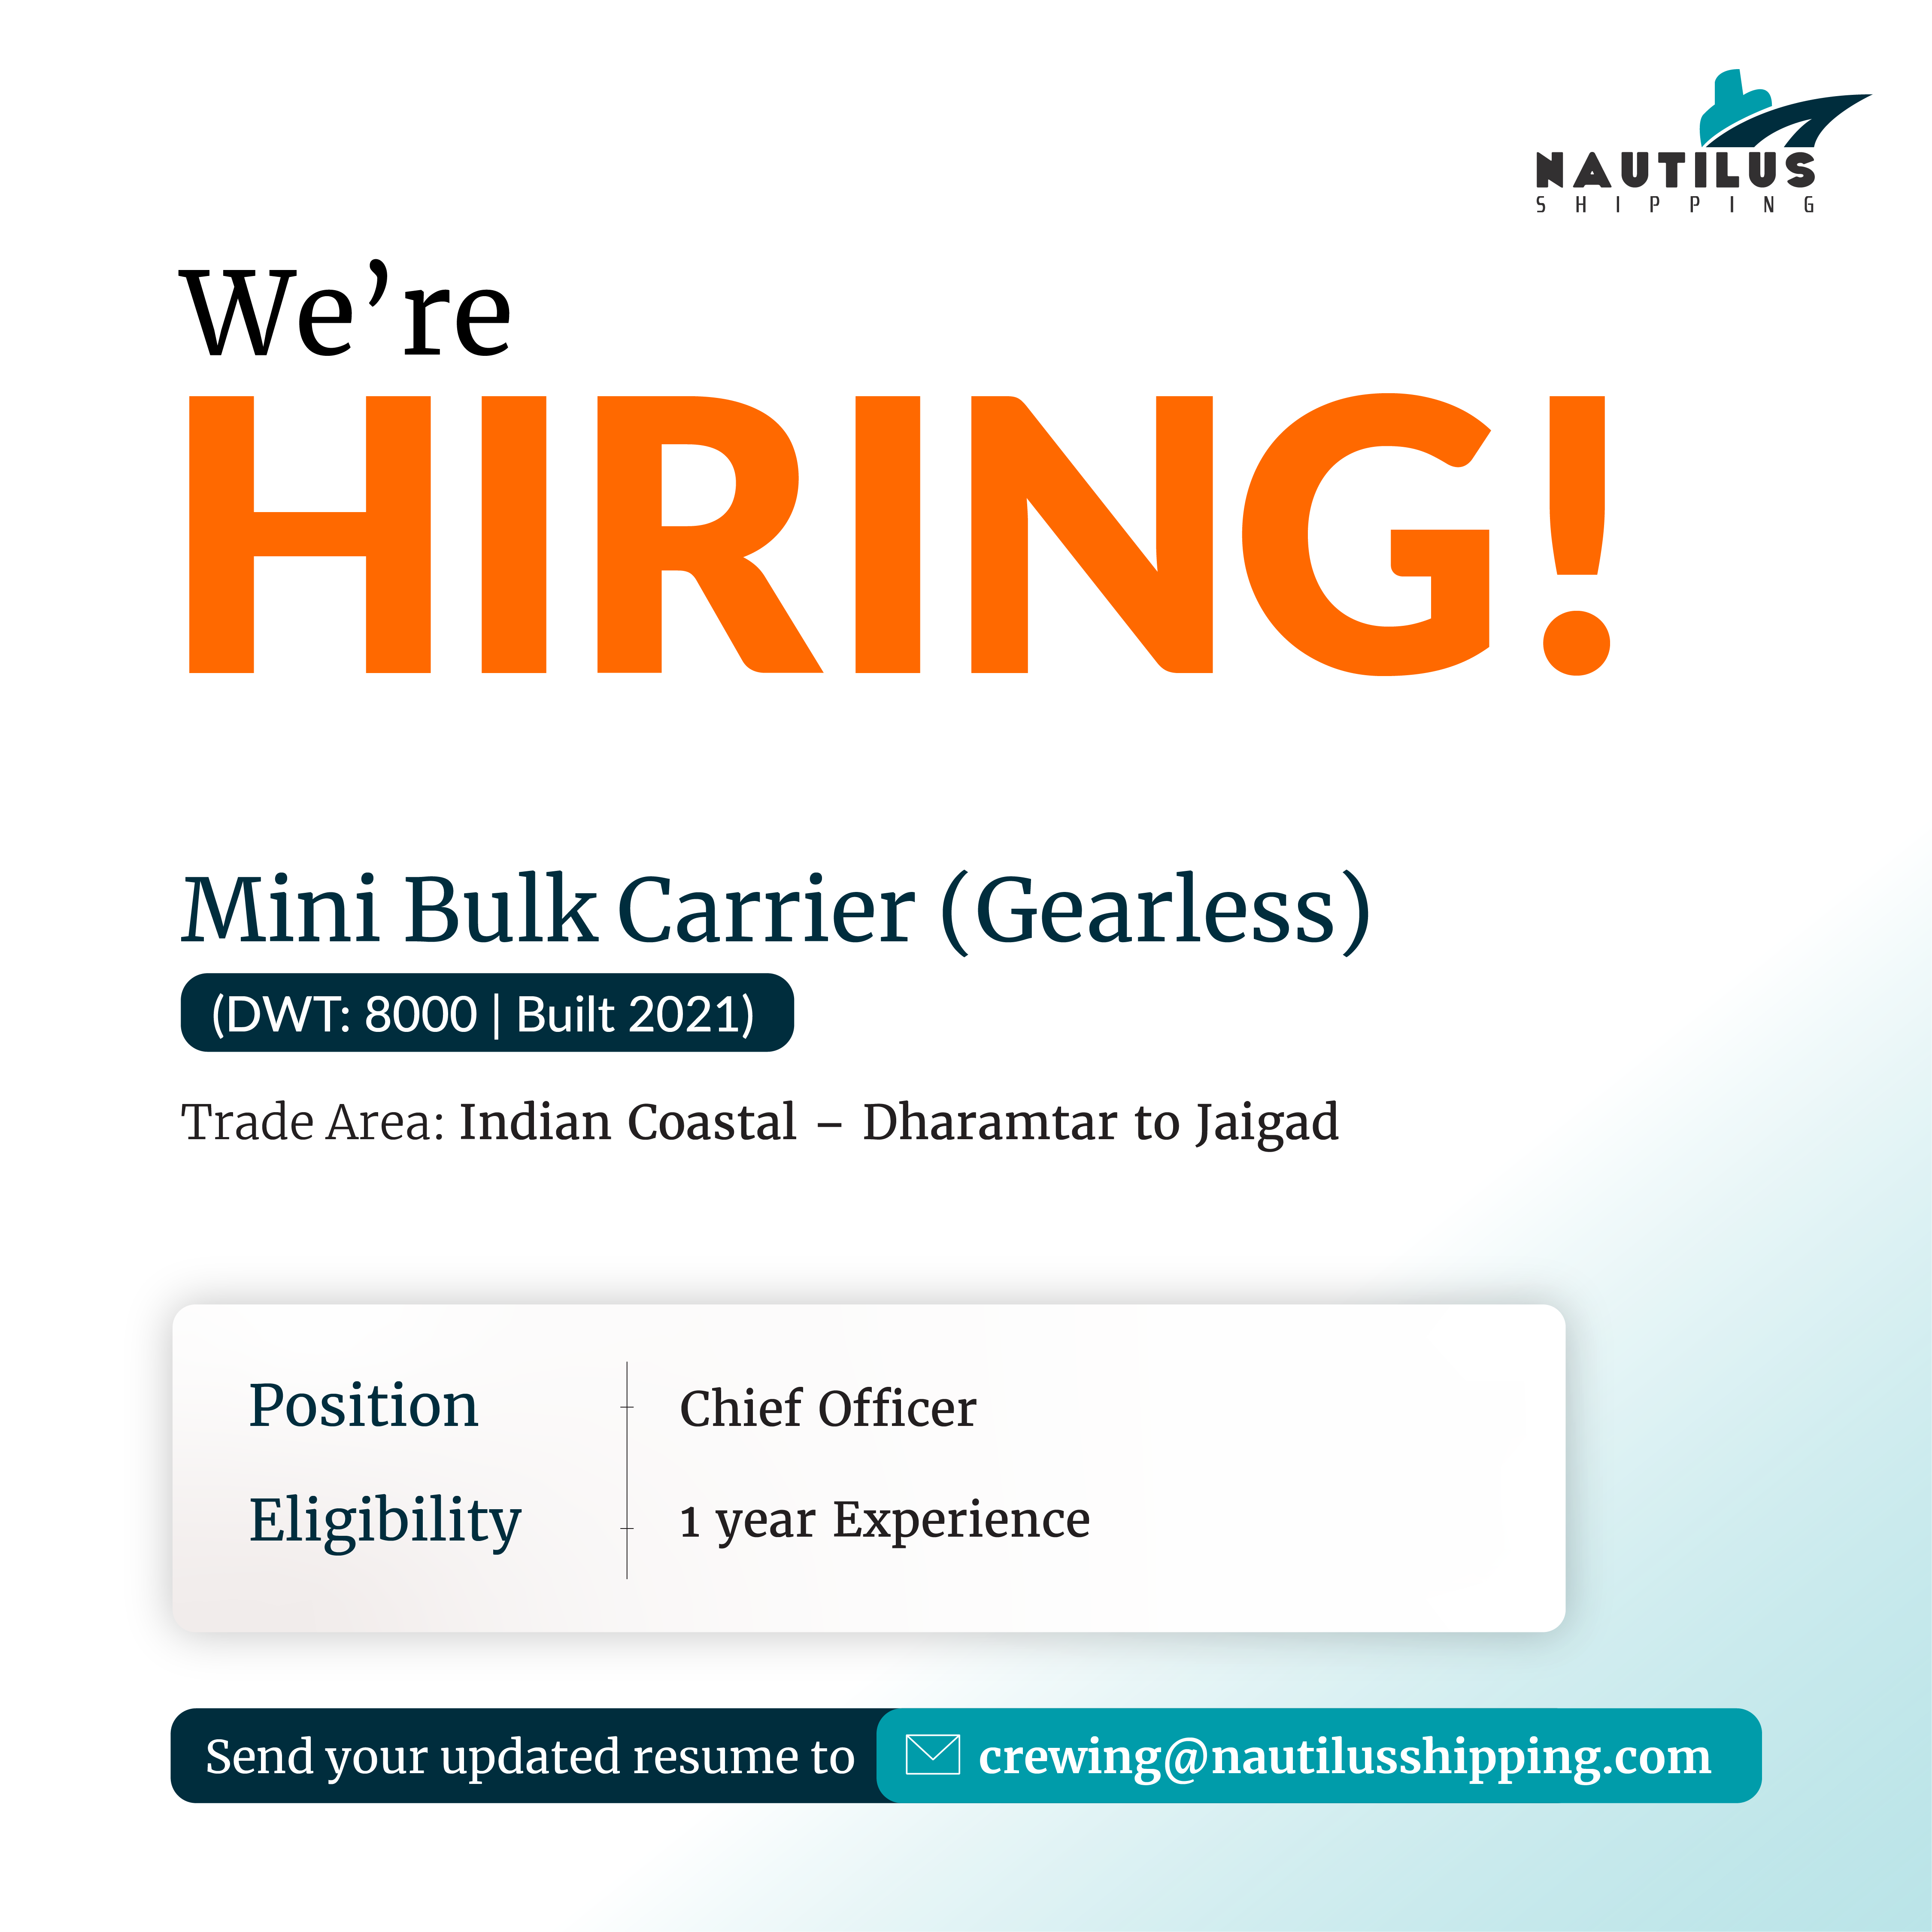 NAUTILUS
SHIPPING
We’re
HIRING!
Mini Bulk Carrier (Gearless)
(DWT: 8000 | Built 2021)
Trade Area: Indian Coastal – Dharamtar to Jaigad
Position Chief Officer
Eligibility 1 year Experience
Send your updated resume to crewing@nautilusshipping.com